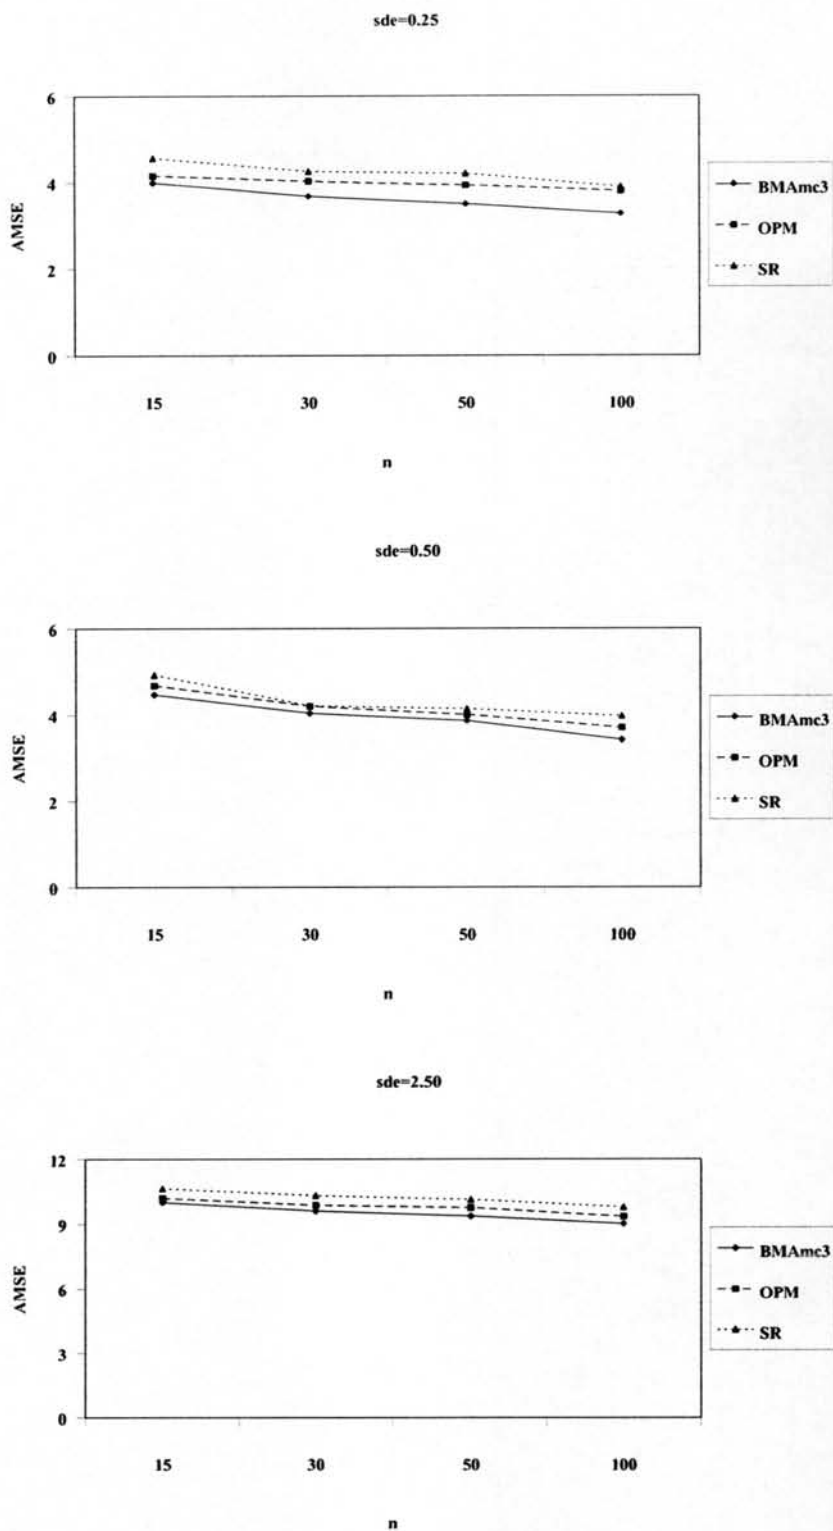 sde=0.25
6
4
2
0
AMSE
15 30 50 100
n
BMAmc3
OPM
SR
sde=0.50
6
4
2
0
AMSE
15 30 50 100
n
BMAmc3
OPM
SR
sde=2.50
12
9
6
3
0
AMSE
15 30 50 100
n
BMAmc3
OPM
SR